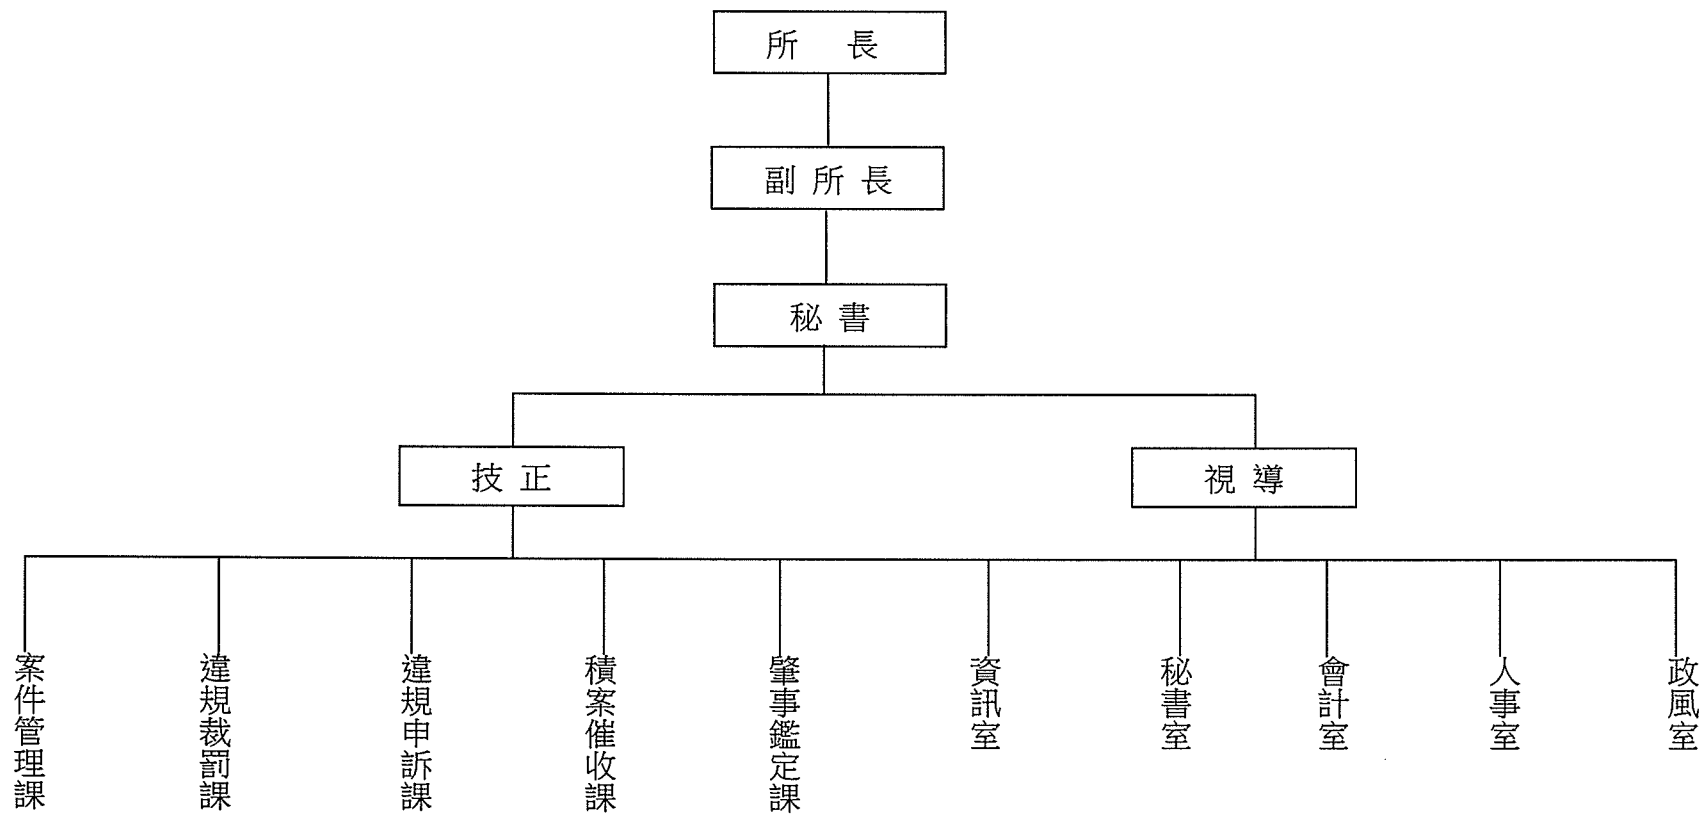 所 長
副所長
秘書
技正
視導
案件管理課
違規裁罰課
違規申訴課
積案催收課
肇事鑑定課
資訊室
秘書室
會計室
人事室
政風室